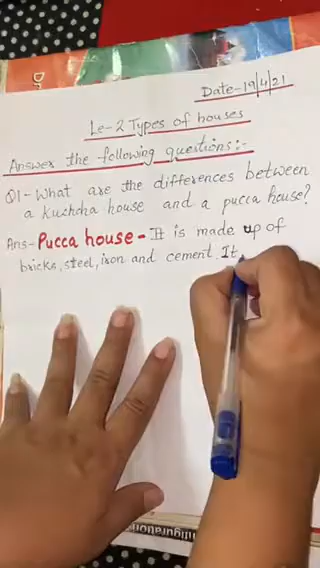 Date-19/4/21
Le-2 Types of houses
Answer the following questions:-
Q1-What are the differences between
a kuchcha house and a pucca house?
Ans-Pucca house-It is made up of
bricks, steel, iron and cement It
nfiguration